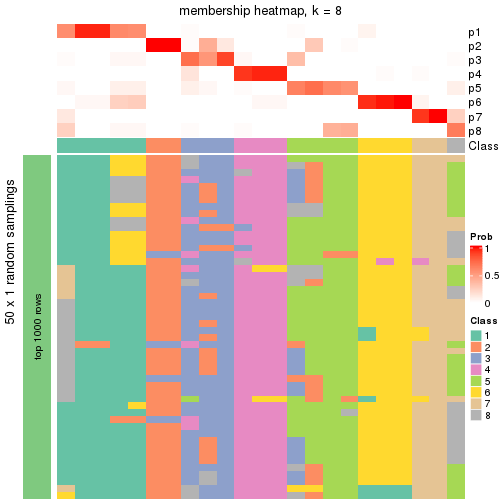 membership heatmap, k = 8
p1
p2
p3
p4
p5
p6
p7
p8
Class
50 x 1 random samplings
top 1000 rows
Prob
1
0.5
0
Class
1
2
3
4
5
6
7
8